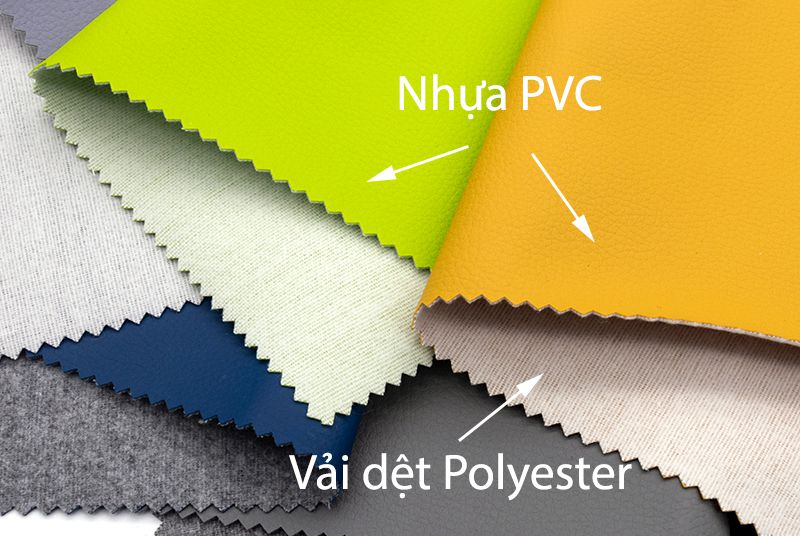 Nhựa PVC
Vải dệt Polyester